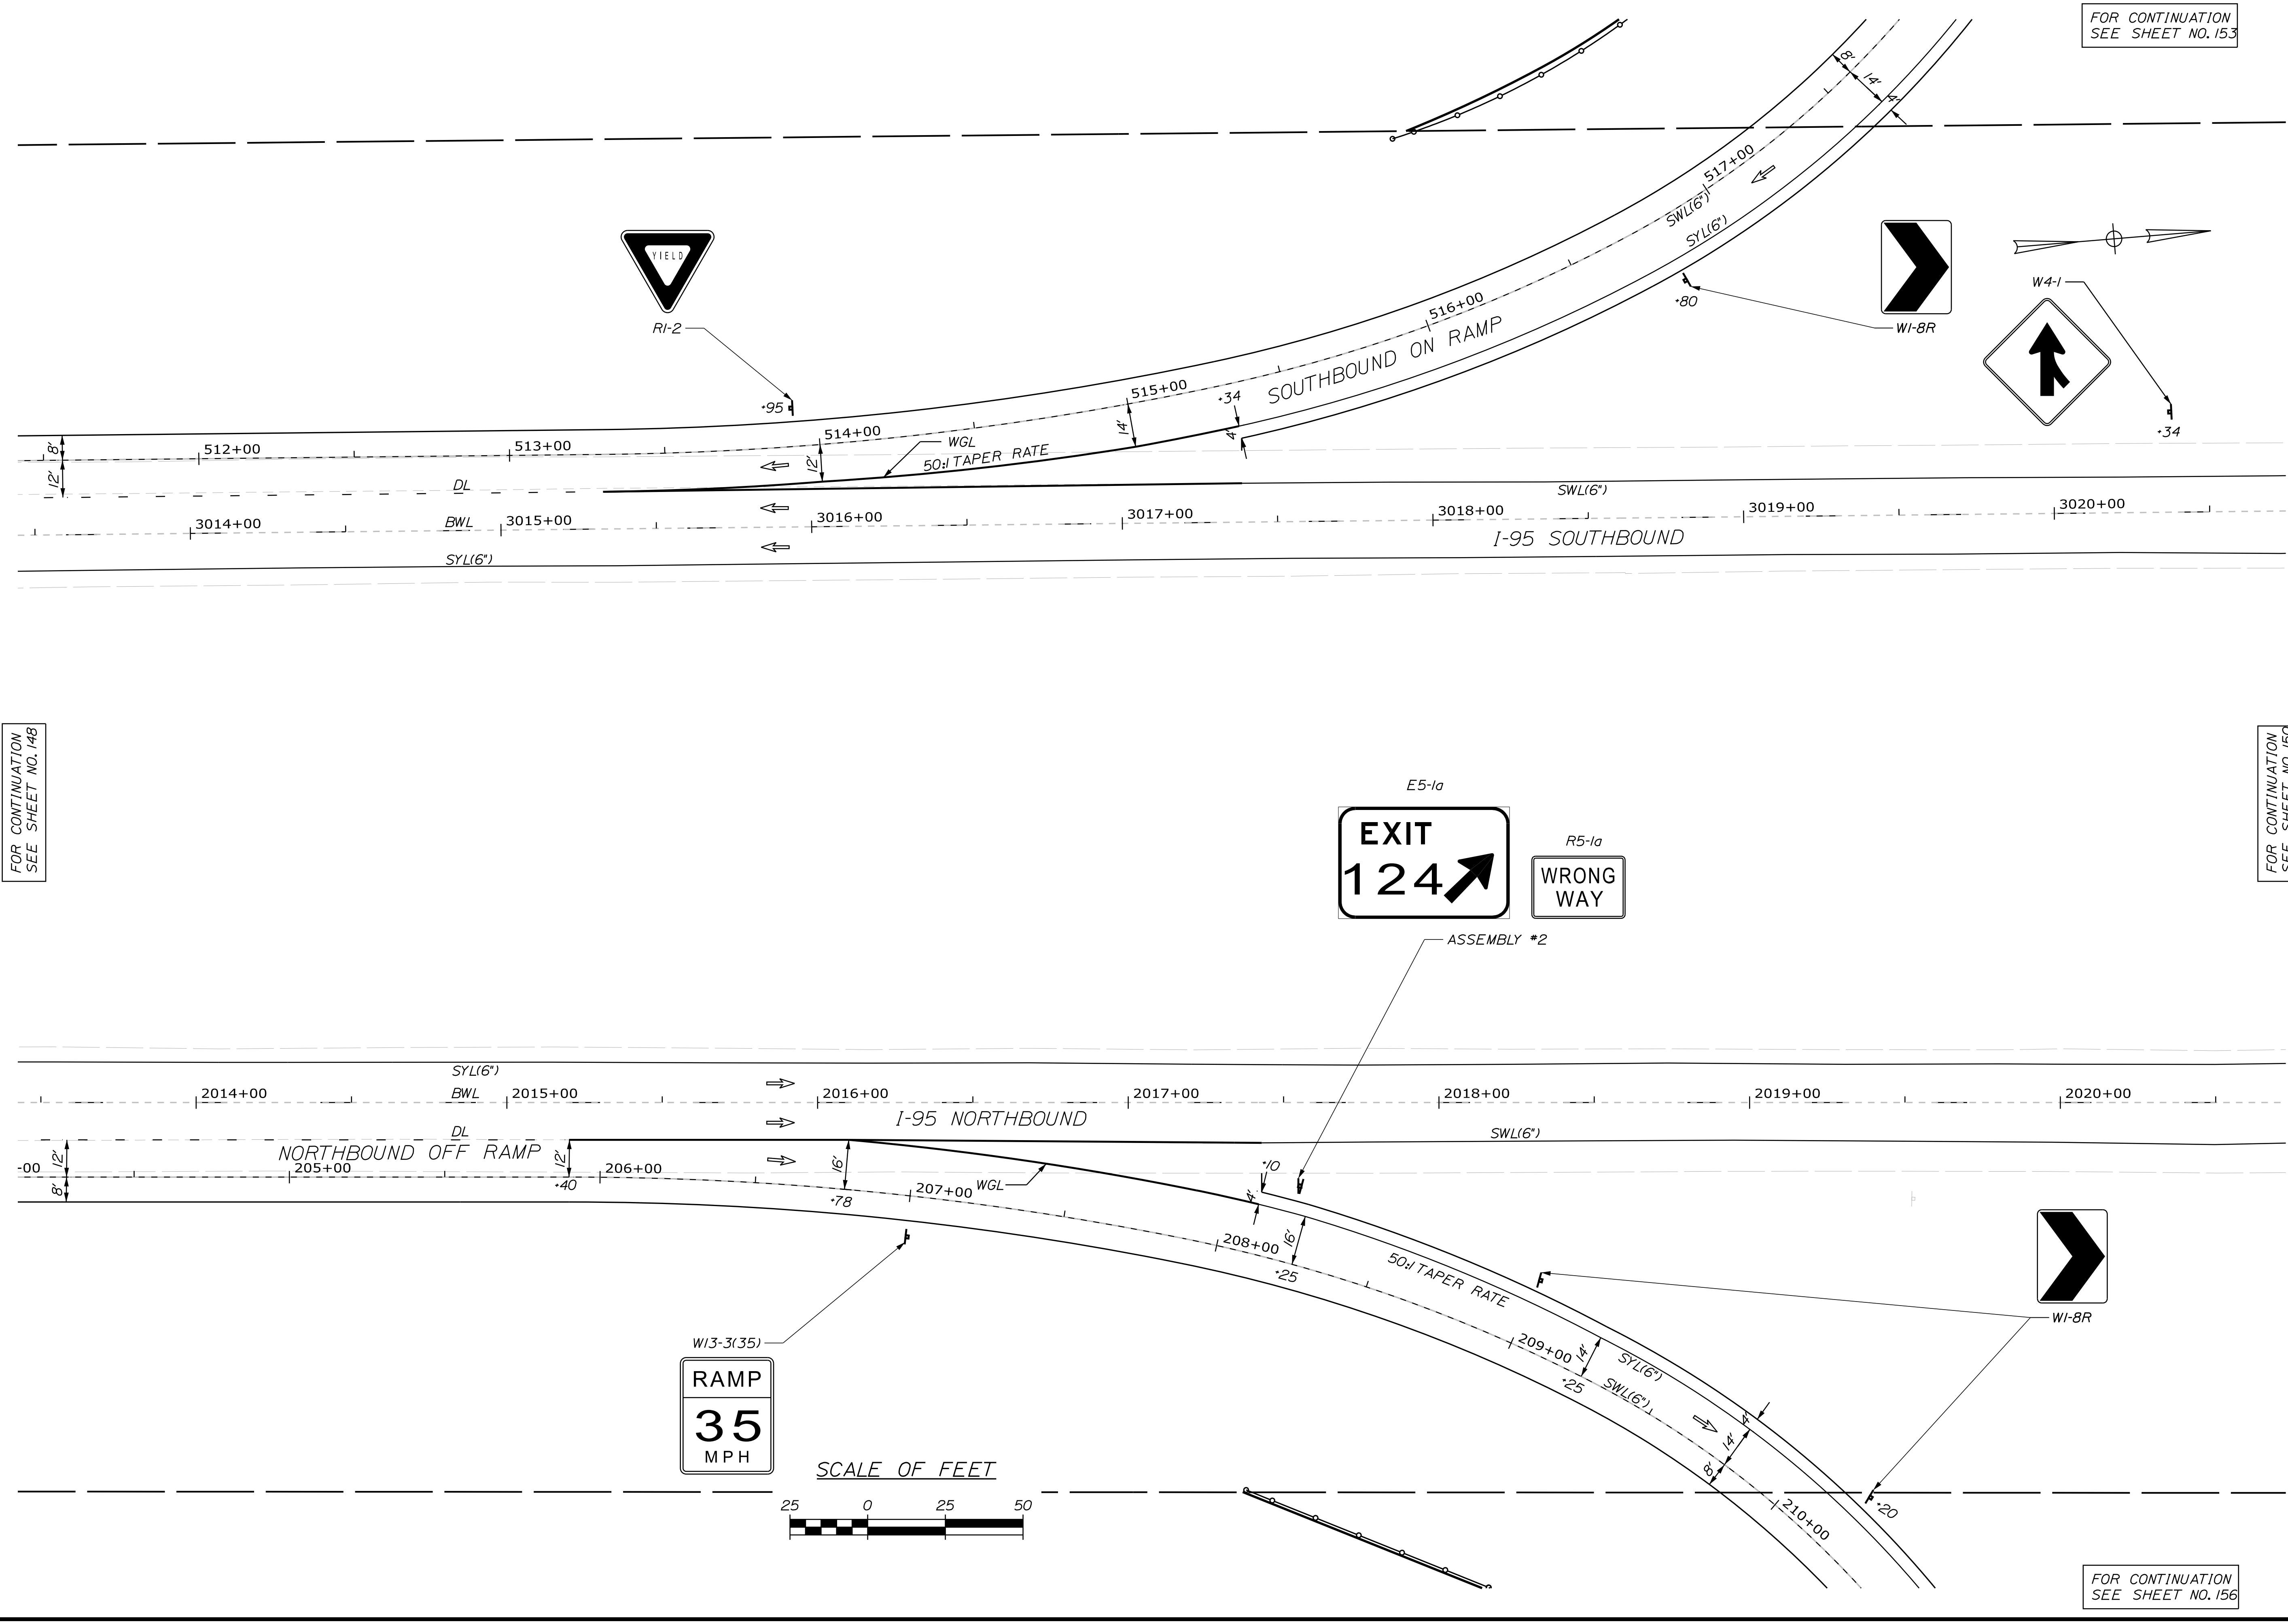 FOR CONTINUATION
SEE SHEET NO. 153
8'
14'
4'
517+00
SWL(6")
SYL(6")
YIELD
R1-2
+80
W1-8R
W4-1
+34
516+00
SOUTHBOUND ON RAMP
515+00
+34
+95
14'
4'
514+00
WGL
50:1 TAPER RATE
12'
8'
12'
512+00
513+00
DL
SWL(6")
3014+00
BWL
3015+00
3016+00
3017+00
3018+00
3019+00
3020+00
I-95 SOUTHBOUND
SYL(6")
FOR CONTINUATION
SEE SHEET NO. 148
FOR CONTINUATION
SEE SHEET NO. 150
E5-1a
EXIT
124
R5-1a
WRONG
WAY
ASSEMBLY #2
SYL(6")
2014+00
BWL
2015+00
2016+00
2017+00
2018+00
2019+00
2020+00
I-95 NORTHBOUND
DL
SWL(6")
NORTHBOUND OFF RAMP
12'
8'
-00
205+00
12'
206+00
+40
16'
+78
207+00
WGL
+10
4'
208+00
16'
+25
50:1 TAPER RATE
W1-8R
W13-3(35)
RAMP
35
MPH
209+00
14'
+25
SYL(6")
SWL(6")
4'
14'
8'
210+00
+20
SCALE OF FEET
25 0 25 50
FOR CONTINUATION
SEE SHEET NO. 156